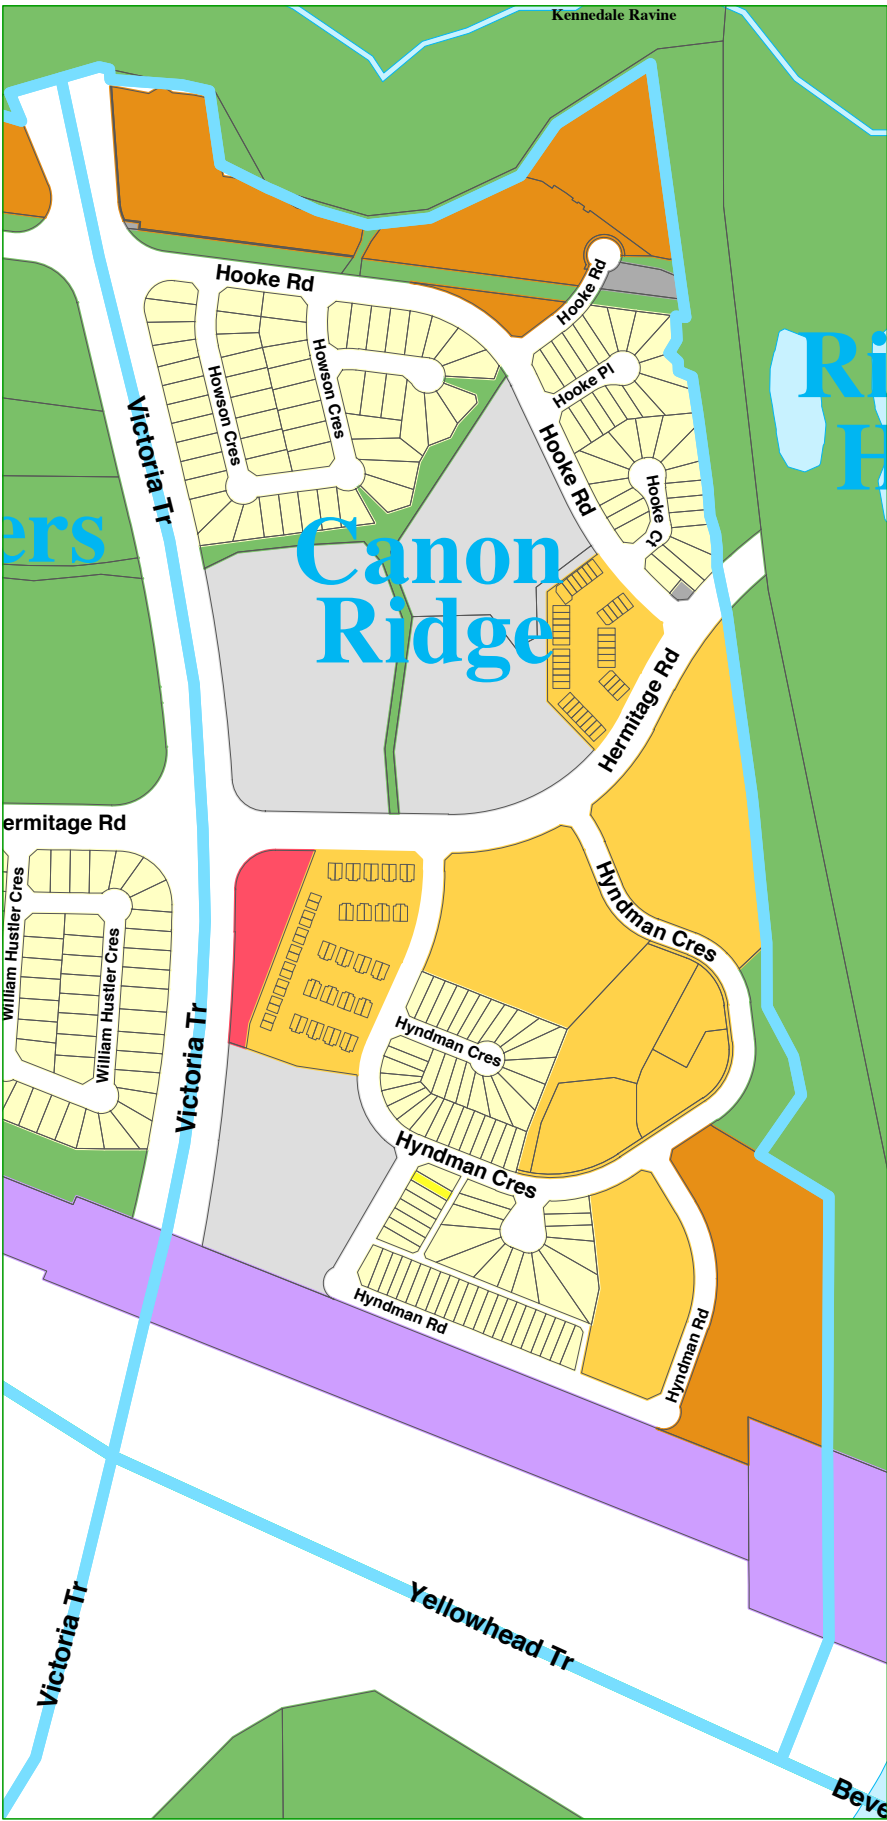 Kennedale Ravine
Hooke Rd
Hooke Rd
Howson Cres
Howson Cres
Hooke Pl
Victoria Tr
Hooke Rd
Hooke Ct
Ri
H
ers
Canon
Ridge
Hermitage Rd
ermitage Rd
William Hustler Cres
William Hustler Cres
Hyndman Cres
Victoria Tr
Hyndman Cres
Hyndman Cres
Hyndman Rd
Hyndman Rd
Victoria Tr
Yellowhead Tr
Beve